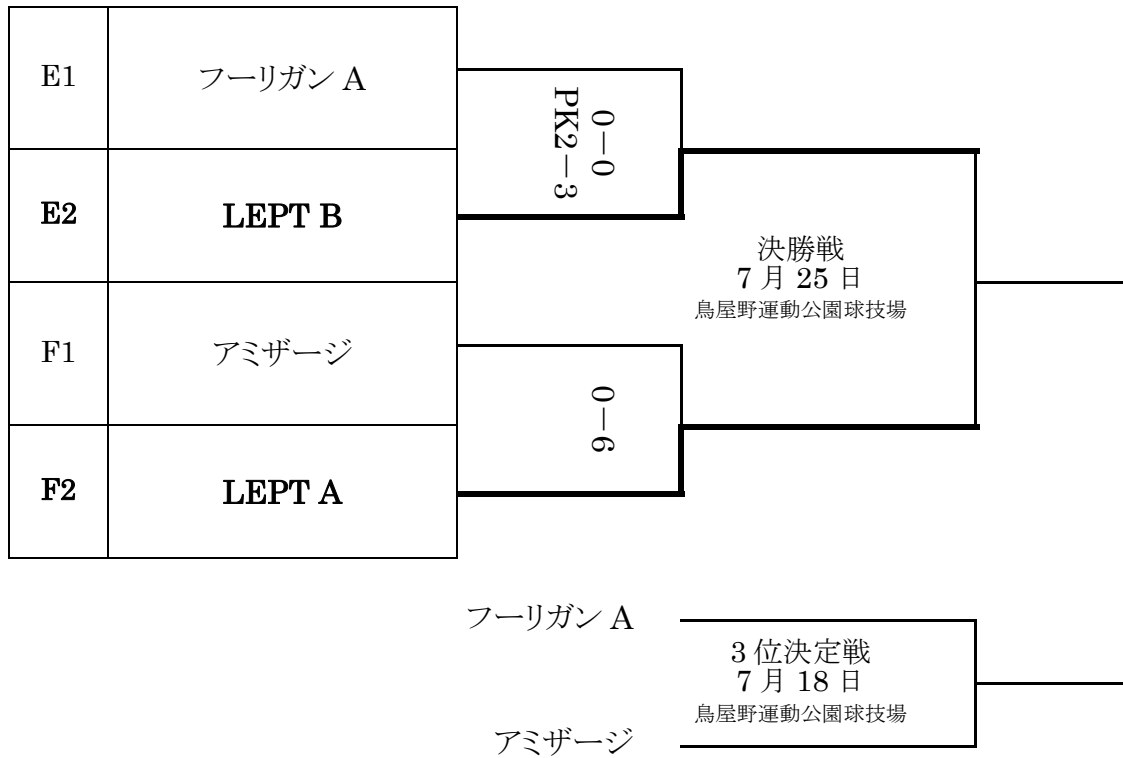 E1 フーリガン A
0－0
PK2－3
E2 LEPT B
決勝戦
7 月 25 日
鳥屋野運動公園球技場
F1 アミザージ
0－6
F2 LEPT A
フーリガン A
3 位決定戦
7 月 18 日
鳥屋野運動公園球技場
アミザージ